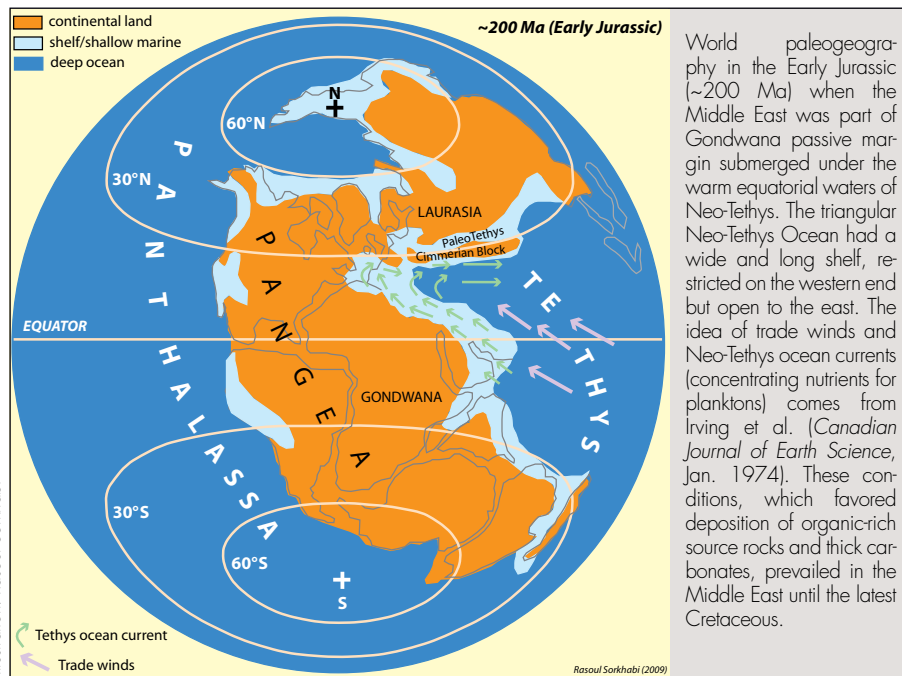 continental land
shelf/shallow marine
deep ocean
~200 Ma (Early Jurassic)
N
60°N
30°N
PANTHALASSA
LAURASIA
PaleoTethys
Cimmerian Block
PANGEA
TETHYS
EQUATOR
GONDWANA
30°S
60°S
S
Tethys ocean current
Trade winds
Rasoul Sorkhabi (2009)
World paleogeogra-
phy in the Early Jurassic
(~200 Ma) when the
Middle East was part of
Gondwana passive mar-
gin submerged under the
warm equatorial waters of
Neo-Tethys. The triangular
Neo-Tethys Ocean had a
wide and long shelf, re-
stricted on the western end
but open to the east. The
idea of trade winds and
Neo-Tethys ocean currents
(concentrating nutrients for
planktons) comes from
Irving et al. (Canadian
Journal of Earth Science,
Jan. 1974). These con-
ditions, which favored
deposition of organic-rich
source rocks and thick car-
bonates, prevailed in the
Middle East until the latest
Cretaceous.